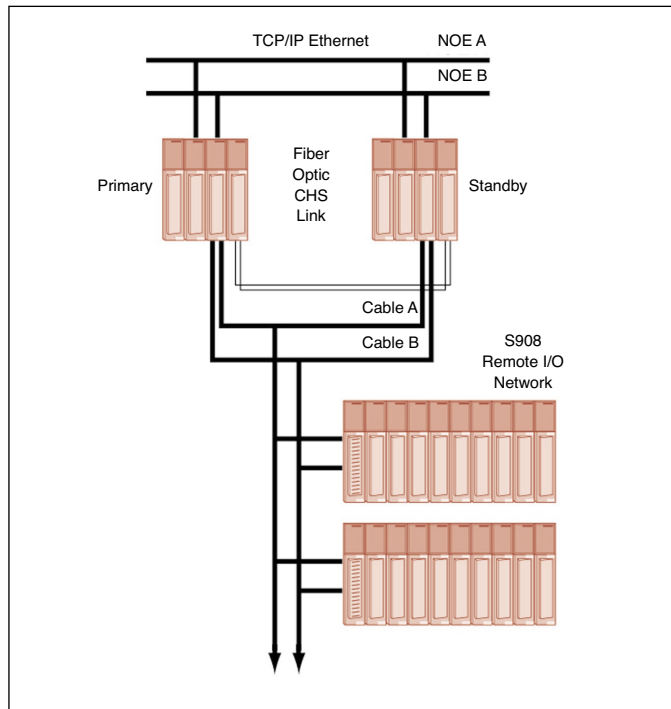 TCP/IP Ethernet
NOE A
NOE B
Primary
Fiber
Optic
CHS
Link
Standby
Cable A
Cable B
S908
Remote I/O
Network